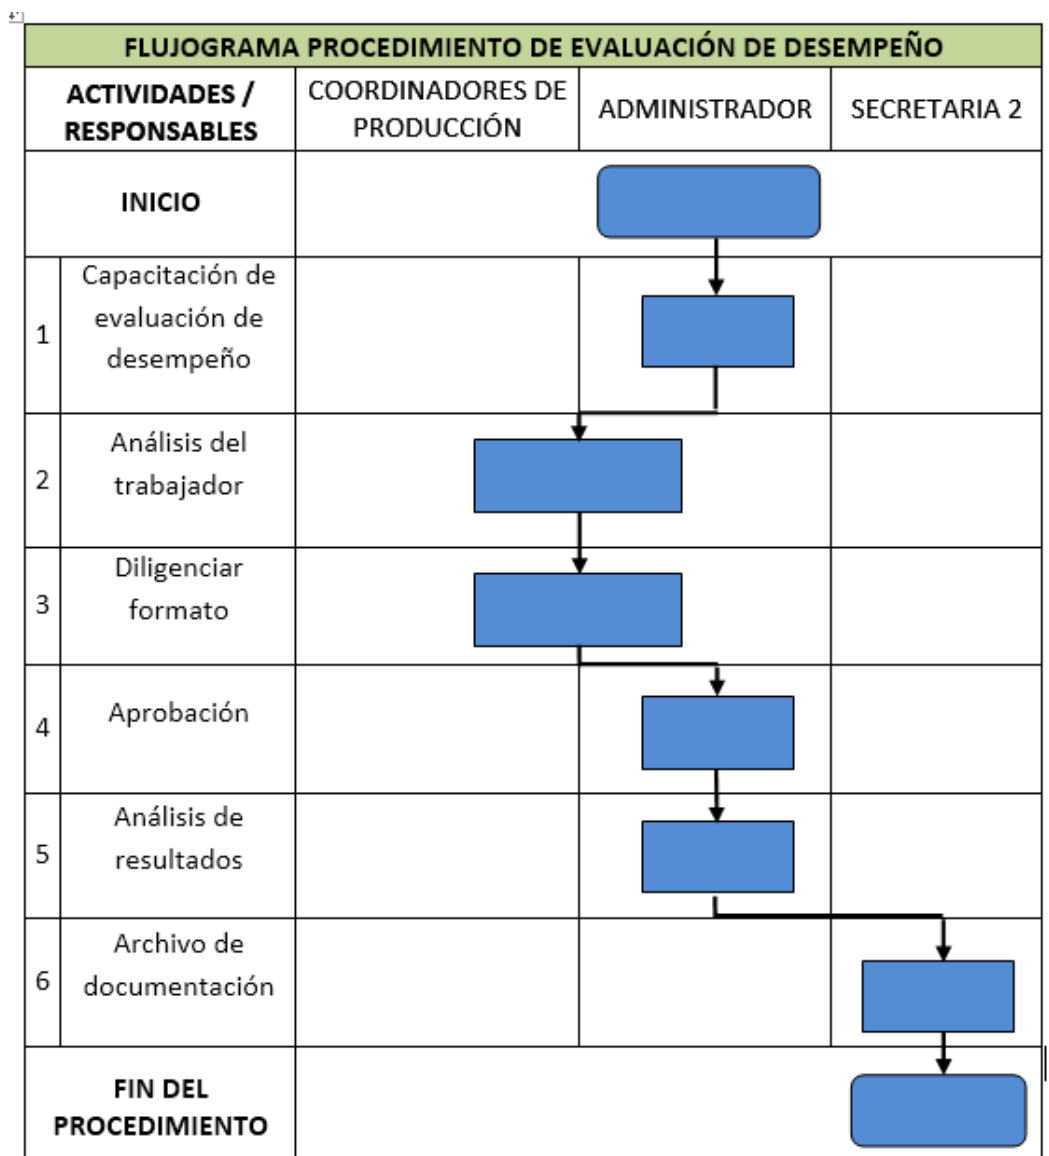 FLUJOGRAMA PROCEDIMIENTO DE EVALUACIÓN DE DESEMPEÑO
ACTIVIDADES /
RESPONSABLES
COORDINADORES DE
PRODUCCIÓN
ADMINISTRADOR
SECRETARIA 2
INICIO
1
Capacitación de
evaluación de
desempeño
2
Análisis del
trabajador
3
Diligenciar
formato
4
Aprobación
5
Análisis de
resultados
6
Archivo de
documentación
FIN DEL
PROCEDIMIENTO